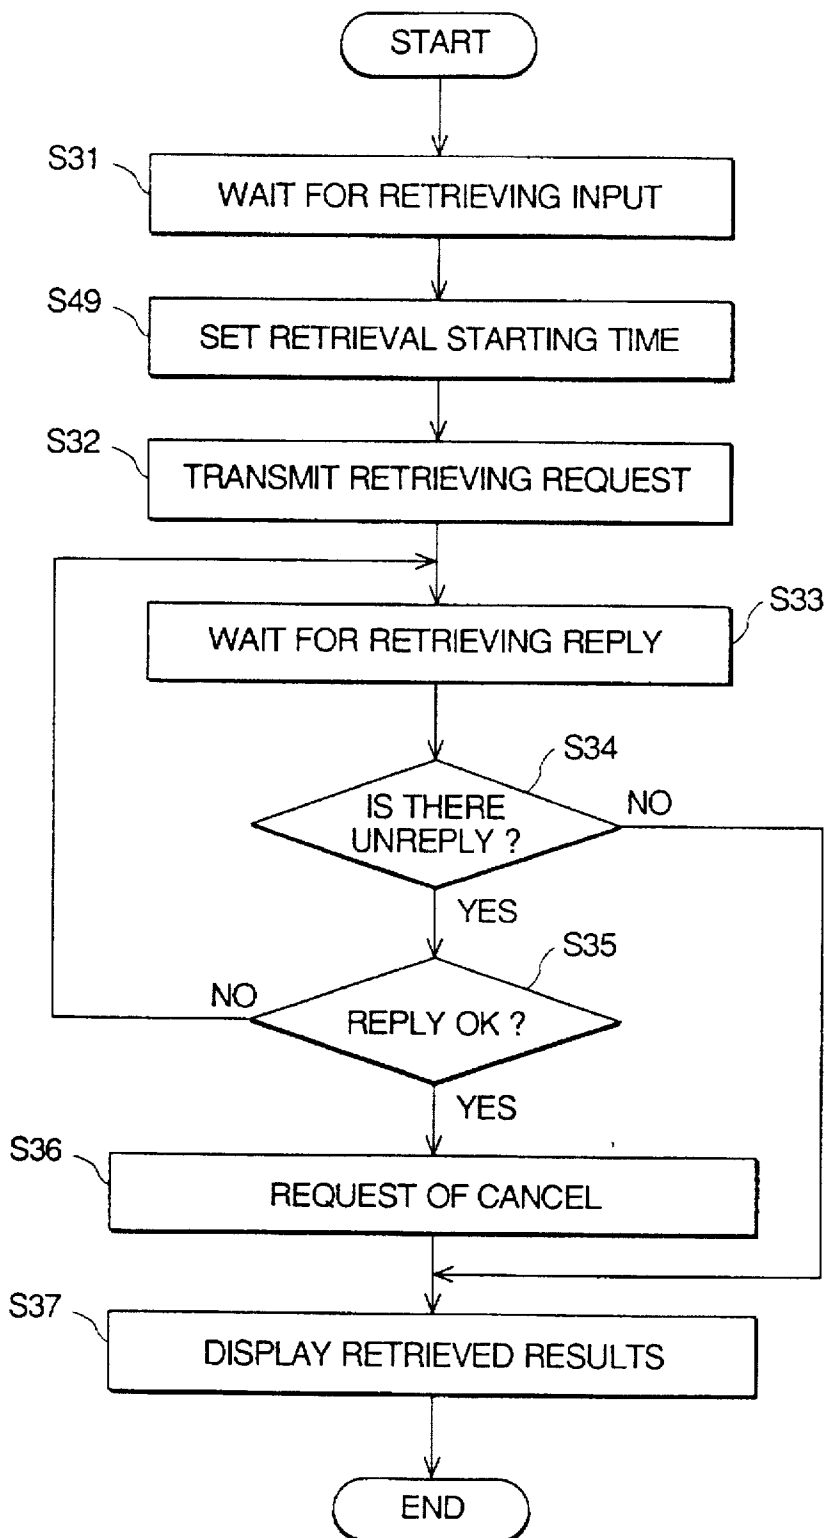 START
S31
WAIT FOR RETRIEVING INPUT
S49
SET RETRIEVAL STARTING TIME
S32
TRANSMIT RETRIEVING REQUEST
S33
WAIT FOR RETRIEVING REPLY
S34
IS THERE
UNREPLY ?
NO
YES
S35
NO
REPLY OK ?
YES
S36
REQUEST OF CANCEL
S37
DISPLAY RETRIEVED RESULTS
END